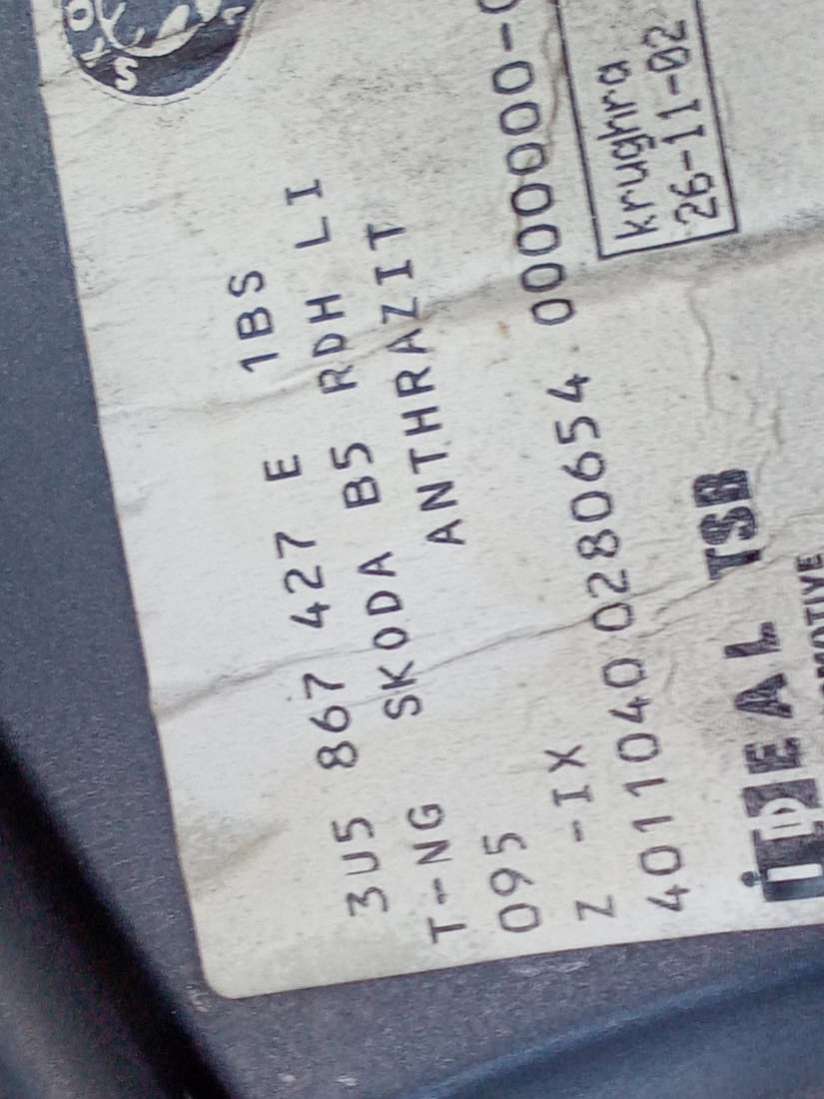 3U5 867 427 E 1BS
T-NG SKODA B5 RDH LI
095 ANTHRAZIT
Z -IX
4011040 0280654 0000000-0
krughra
26-11-02
iDEAL TSB